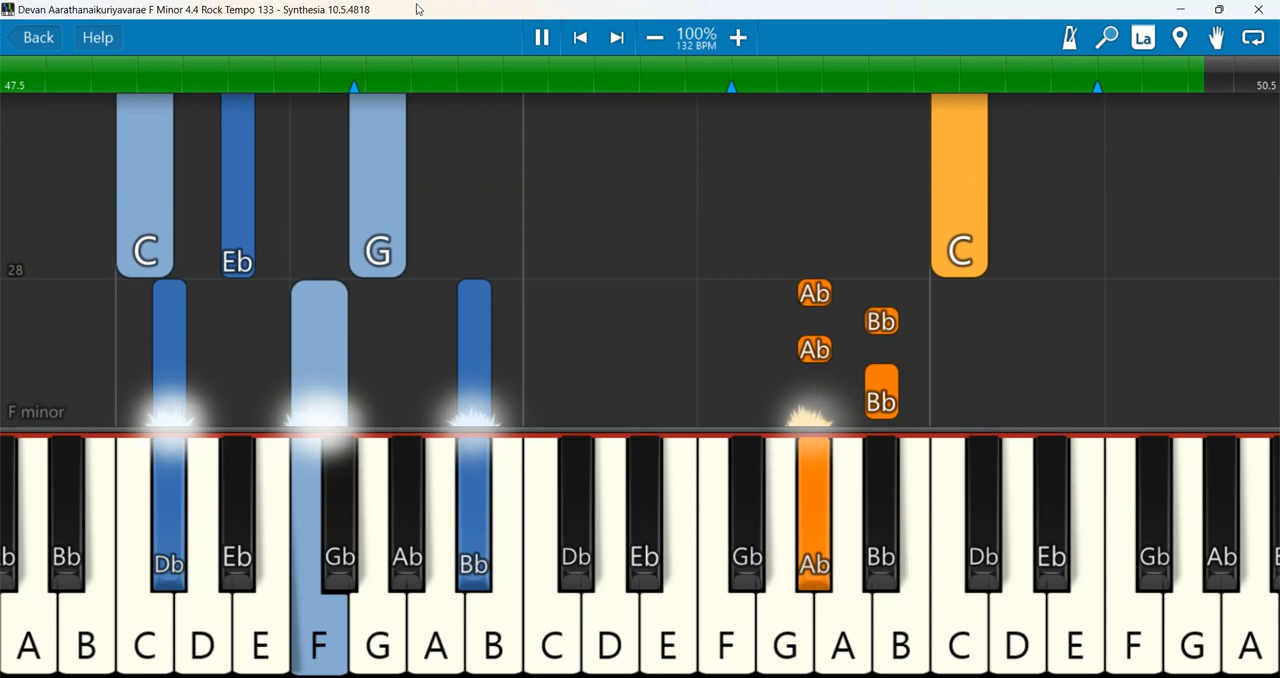 Devan Aarathanaikuriyavarae F Minor 4.4 Rock Tempo 133 - Synthesia 10.5.4818
Back Help 100% La
132 BPM
47.5 50.5
C Eb G C
28
Ab
Bb
Ab
F minor Bb
b Bb Db Eb Gb Ab Bb Db Eb Gb Ab Bb Db Eb Gb Ab E
A B C D E F G A B C D E F G A B C D E F G A